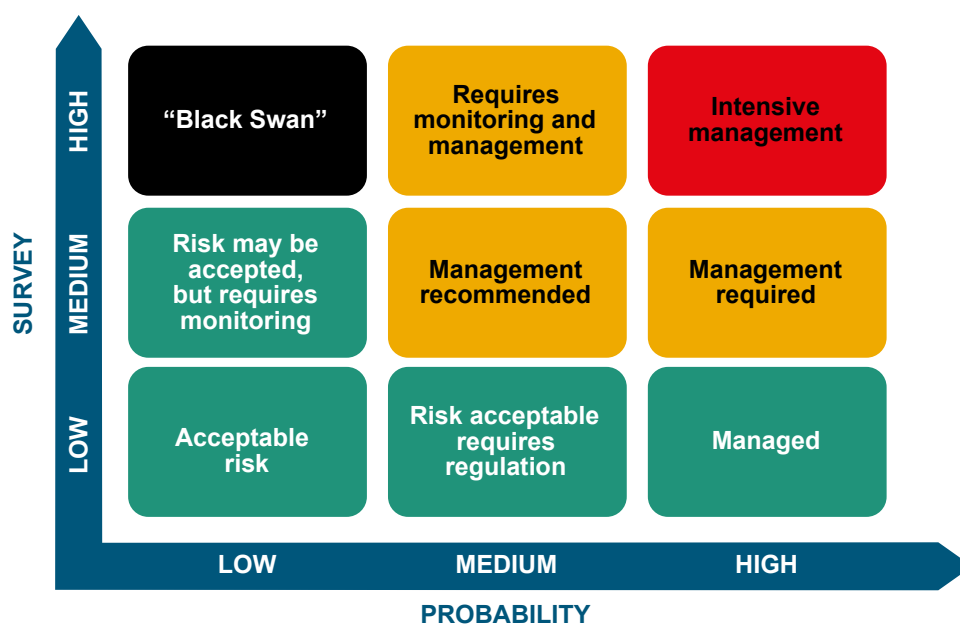 HIGH
"Black Swan"
Requires
monitoring and
management
Intensive
management
SURVEY
MEDIUM
Risk may be
accepted,
but requires
monitoring
Management
recommended
Management
required
LOW
Acceptable
risk
Risk acceptable
requires
regulation
Managed
LOW
MEDIUM
HIGH
PROBABILITY